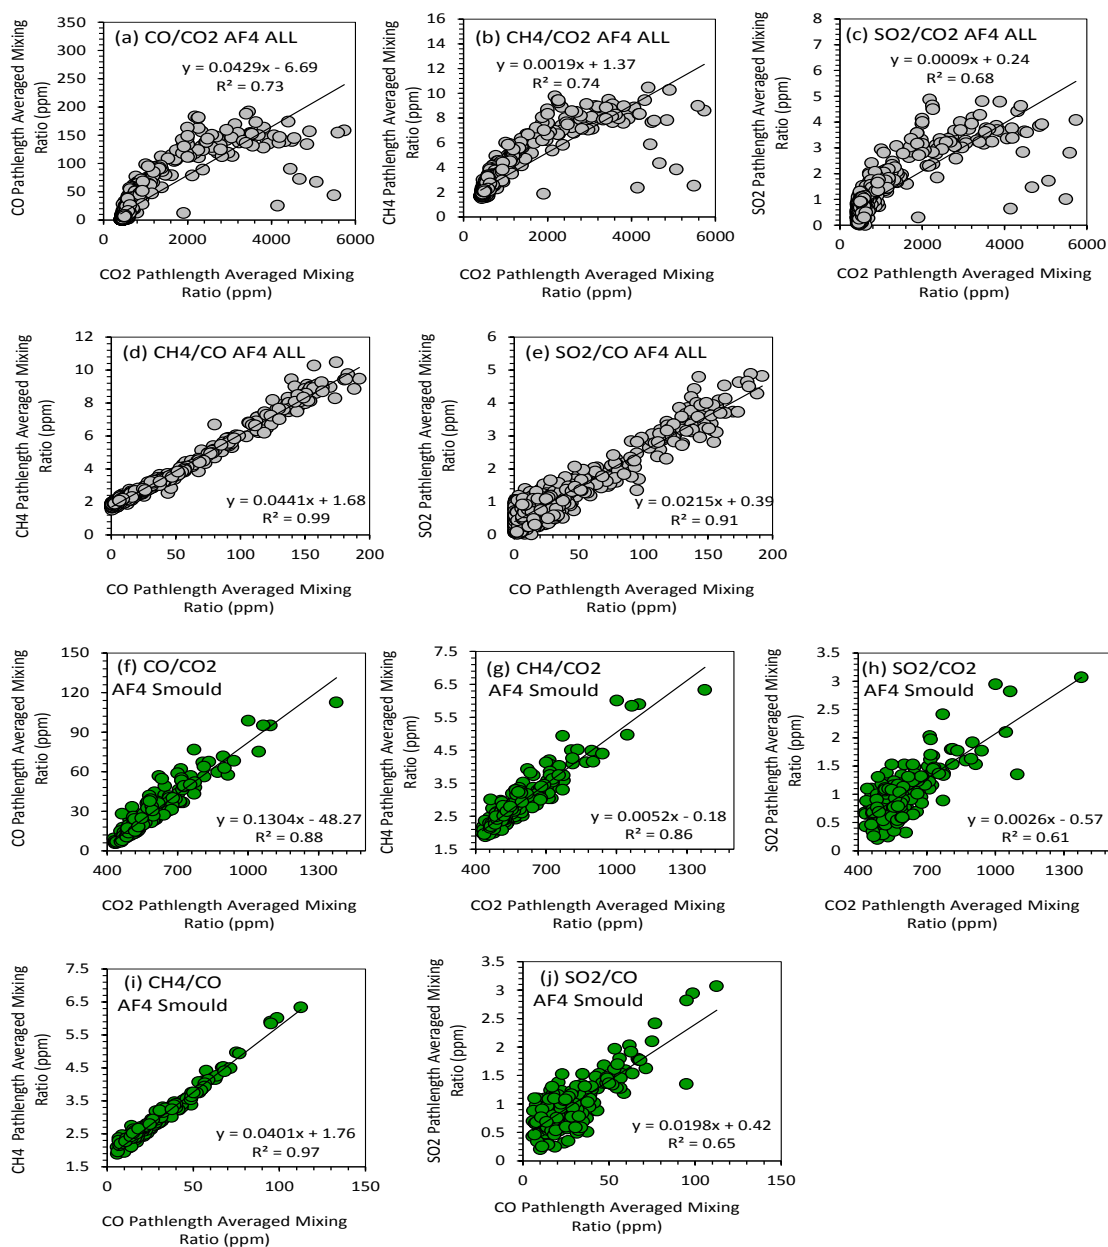 (a) CO/CO2 AF4 ALL
y = 0.0429x - 6.69
R² = 0.73
350
300
250
200
150
100
50
0
0 2000 4000 6000
CO Pathlength Averaged Mixing
Ratio (ppm)
CO2 Pathlength Averaged Mixing
Ratio (ppm)
(b) CH4/CO2 AF4 ALL
y = 0.0019x + 1.37
R² = 0.74
16
14
12
10
8
6
4
2
0
0 2000 4000 6000
CH4 Pathlength Averaged Mixing
Ratio (ppm)
CO2 Pathlength Averaged Mixing
Ratio (ppm)
(c) SO2/CO2 AF4 ALL
y = 0.0009x + 0.24
R² = 0.68
8
7
6
5
4
3
2
1
0
0 2000 4000 6000
SO2 Pathlength Averaged Mixing
Ratio (ppm)
CO2 Pathlength Averaged Mixing
Ratio (ppm)
(d) CH4/CO AF4 ALL
y = 0.0441x + 1.68
R² = 0.99
12
10
8
6
4
2
0
0 50 100 150 200
CH4 Pathlength Averaged Mixing
Ratio (ppm)
CO Pathlength Averaged Mixing
Ratio (ppm)
(e) SO2/CO AF4 ALL
y = 0.0215x + 0.39
R² = 0.91
6
5
4
3
2
1
0
0 50 100 150 200
SO2 Pathlength Averaged Mixing
Ratio (ppm)
CO Pathlength Averaged Mixing
Ratio (ppm)
(f) CO/CO2
AF4 Smould
y = 0.1304x - 48.27
R² = 0.88
150
120
90
60
30
0
400 700 1000 1300
CO Pathlength Averaged Mixing
Ratio (ppm)
CO2 Pathlength Averaged Mixing
Ratio (ppm)
(g) CH4/CO2
AF4 Smould
y = 0.0052x - 0.18
R² = 0.86
7.5
6.5
5.5
4.5
3.5
2.5
1.5
400 700 1000 1300
CH4 Pathlength Averaged Mixing
Ratio (ppm)
CO2 Pathlength Averaged Mixing
Ratio (ppm)
(h) SO2/CO2
AF4 Smould
y = 0.0026x - 0.57
R² = 0.61
3.5
3
2.5
2
1.5
1
0.5
0
400 700 1000 1300
SO2 Pathlength Averaged Mixing
Ratio (ppm)
CO2 Pathlength Averaged Mixing
Ratio (ppm)
(i) CH4/CO
AF4 Smould
y = 0.0401x + 1.76
R² = 0.97
7.5
6.5
5.5
4.5
3.5
2.5
1.5
0 50 100 150
CH4 Pathlength Averaged Mixing
Ratio (ppm)
CO Pathlength Averaged Mixing
Ratio (ppm)
(j) SO2/CO
AF4 Smould
y = 0.0198x + 0.42
R² = 0.65
3.5
3
2.5
2
1.5
1
0.5
0
0 50 100 150
SO2 Pathlength Averaged Mixing
Ratio (ppm)
CO Pathlength Averaged Mixing
Ratio (ppm)